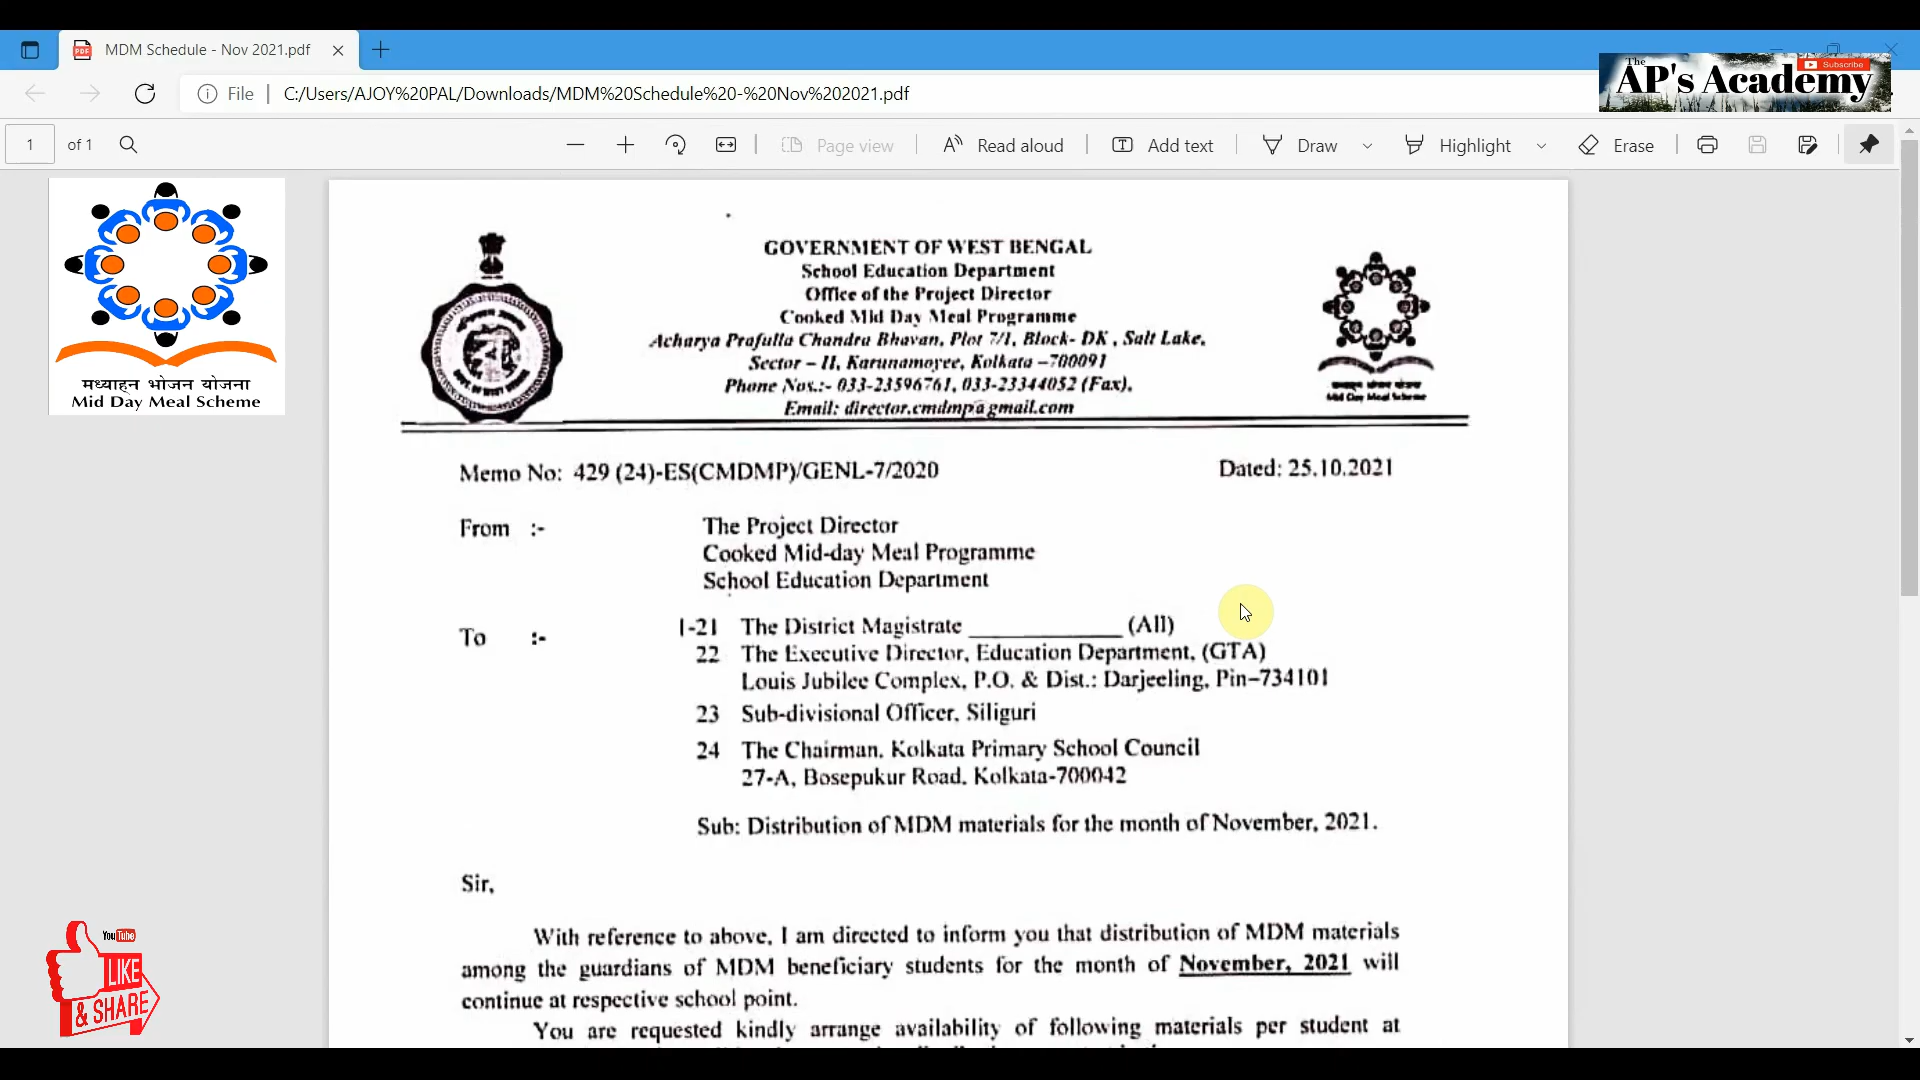 MDM Schedule - Nov 2021.pdf
File
C:/Users/AJOY%20PAL/Downloads/MDM%20Schedule%20-%20Nov%202021.pdf
The
AP's Academy
Subscribe
1 of 1
Page view
Read aloud
Add text
Draw
Highlight
Erase
मध्याह्न भोजन योजना
Mid Day Meal Scheme
GOVERNMENT OF WEST BENGAL
School Education Department
Office of the Project Director
Cooked Mid Day Meal Programme
Acharya Prafulla Chandra Bhavan, Plot 7/1, Block- DK , Salt Lake,
Sector – II, Karunamoyee, Kolkata –700091
Phone Nos.:- 033-23596761, 033-23344052 (Fax),
Email: director.cmdmp@gmail.com
Mid Day Meal Scheme
Memo No: 429 (24)-ES(CMDMP)/GENL-7/2020
Dated: 25.10.2021
From :-
The Project Director
Cooked Mid-day Meal Programme
School Education Department
To :-
1-21 The District Magistrate ____________ (All)
22 The Executive Director, Education Department, (GTA)
Louis Jubilee Complex, P.O. & Dist.: Darjeeling, Pin–734101
23 Sub-divisional Officer, Siliguri
24 The Chairman, Kolkata Primary School Council
27-A, Bosepukur Road, Kolkata-700042
Sub: Distribution of MDM materials for the month of November, 2021.
Sir,
With reference to above, I am directed to inform you that distribution of MDM materials
among the guardians of MDM beneficiary students for the month of November, 2021 will
continue at respective school point.
You are requested kindly arrange availability of following materials per student at
YouTube
LIKE
& SHARE